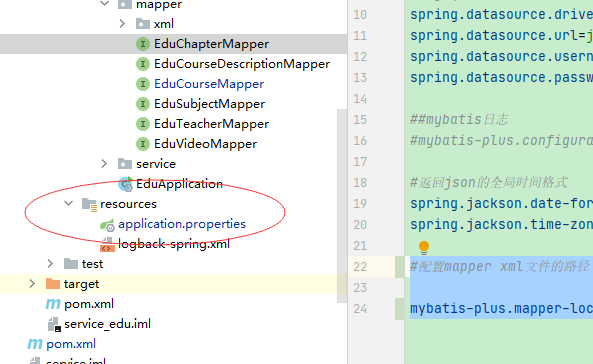 mapper
xml
EduChapterMapper
EduCourseDescriptionMapper
EduCourseMapper
EduSubjectMapper
EduTeacherMapper
EduVideoMapper
service
EduApplication
resources
application.properties
logback-spring.xml
test
target
pom.xml
service_edu.iml
pom.xml
service.iml
10 spring.datasource.drive
11 spring.datasource.url=j
12 spring.datasource.usern
13 spring.datasource.passw
14
15 ##mybatis日志
16 #mybatis-plus.configura
17
18 #返回json的全局时间格式
19 spring.jackson.date-for
20 spring.jackson.time-zon
21
22 #配置mapper xml文件的路径
23
24 mybatis-plus.mapper-loc